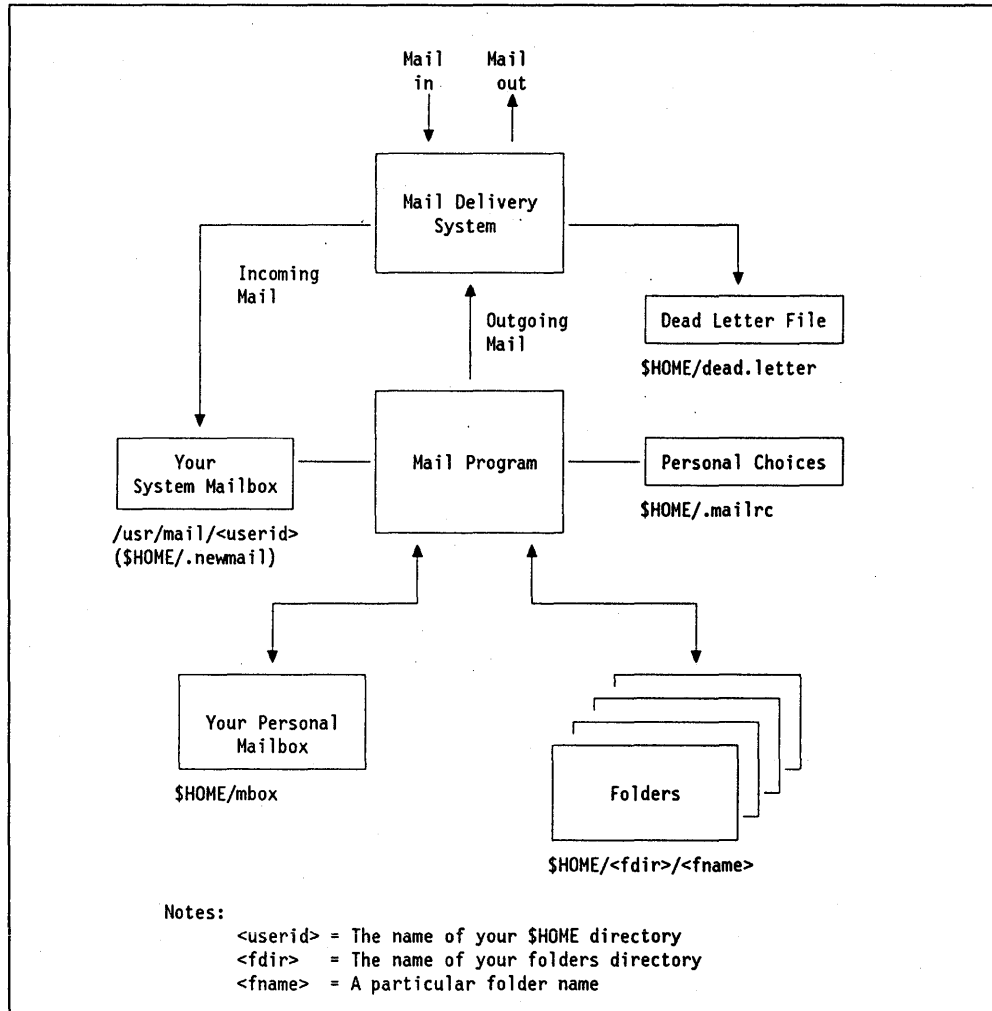 Mail in
Mail out
Mail Delivery
System
Incoming
Mail
Outgoing
Mail
Dead Letter File
$HOME/dead.letter
Your
System Mailbox
/usr/mail/<userid>
($HOME/.newmail)
Mail Program
Personal Choices
$HOME/.mailrc
Your Personal
Mailbox
$HOME/mbox
Folders
$HOME/<fdir>/<fname>
Notes:
<userid> = The name of your $HOME directory
<fdir> = The name of your folders directory
<fname> = A particular folder name